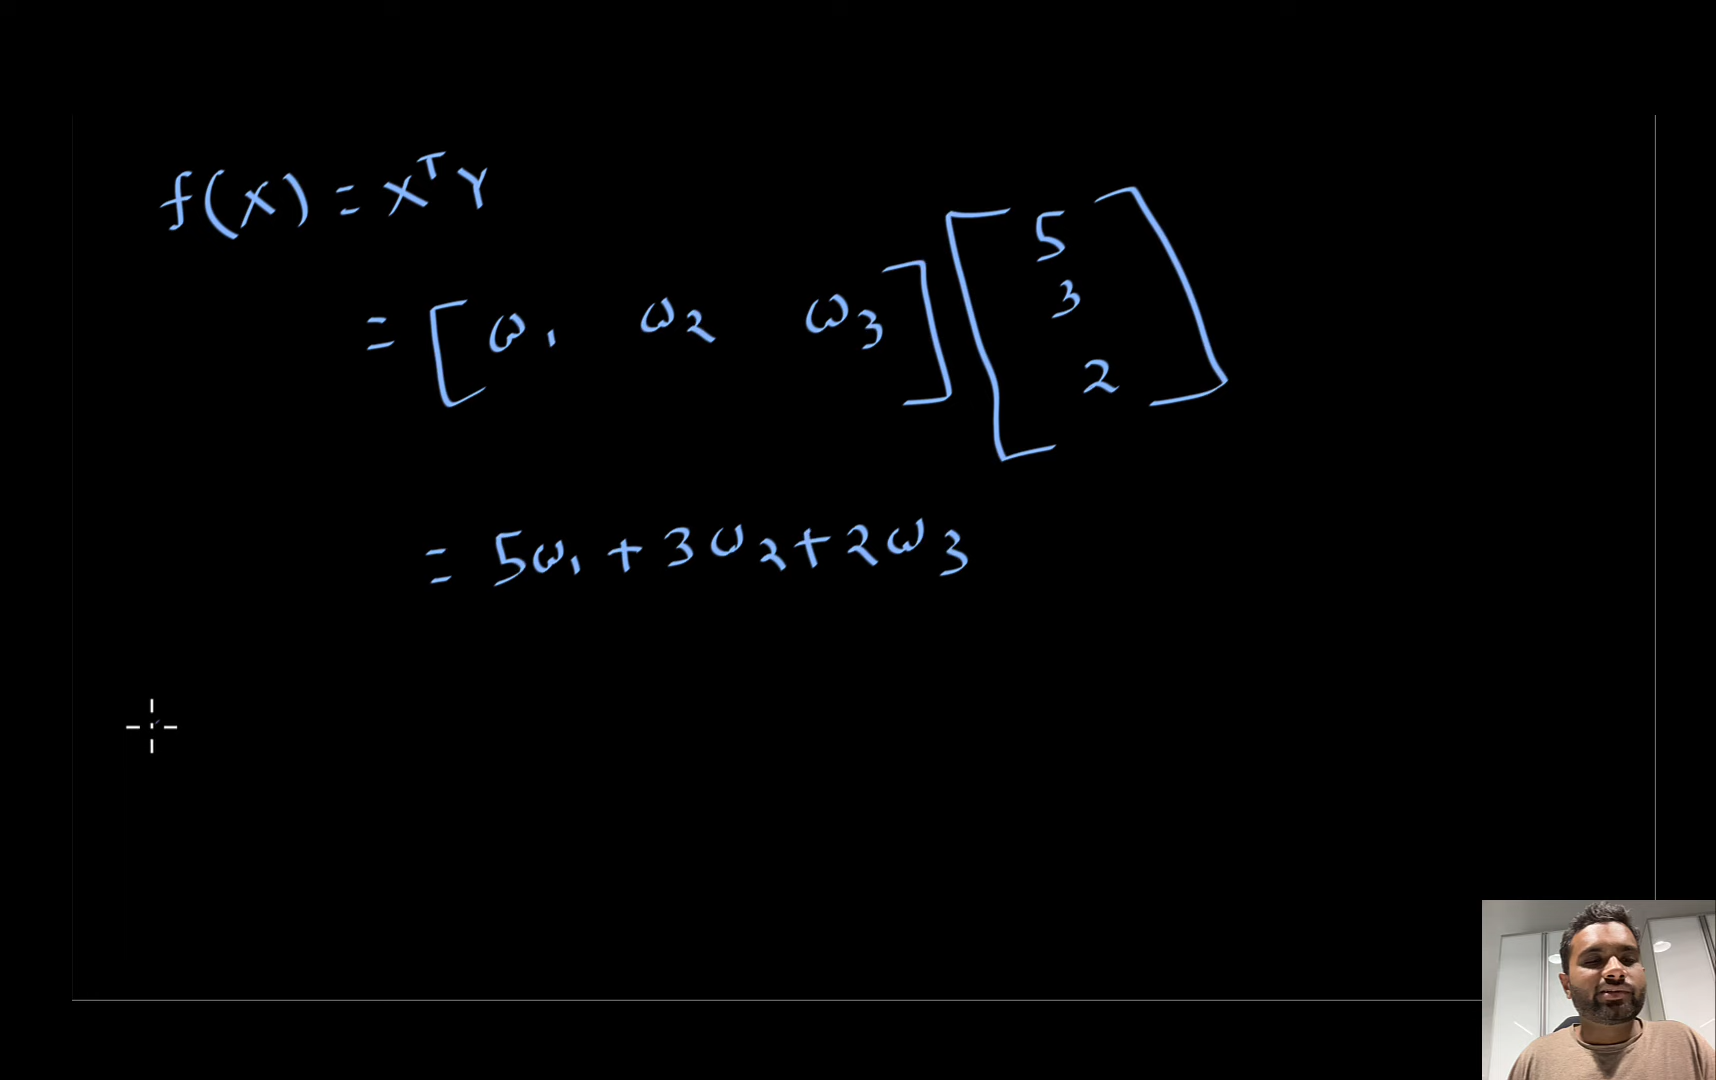 f(X) = X^T Y
= [ω₁ ω₂ ω₃] [5
3
2]
= 5ω₁ + 3ω₂ + 2ω₃